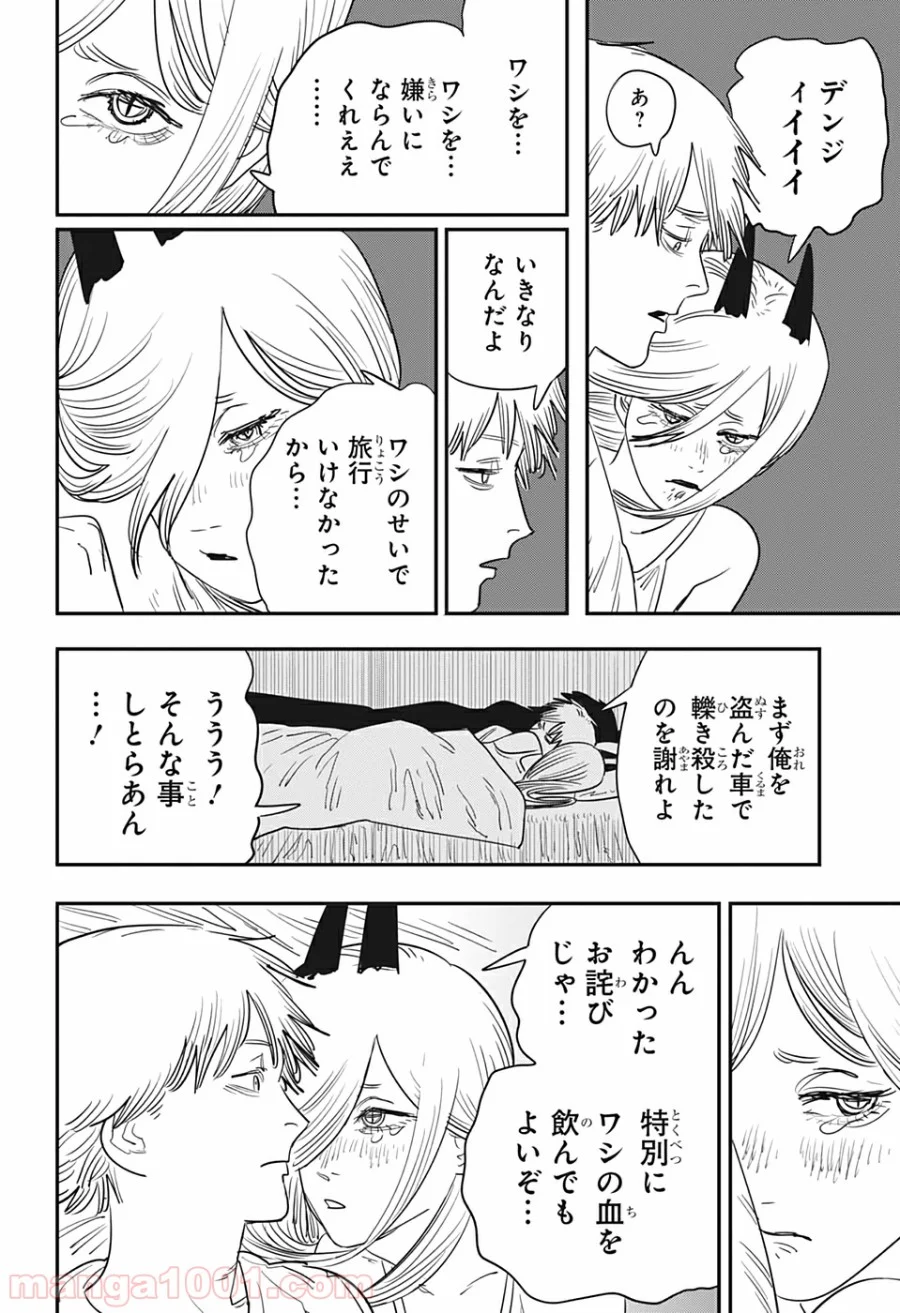 デンジ
ィイイイ
あ?
ワシを…
ワシを…
嫌いに
ならんで
くれえええ
……
いきなり
なんだよ
ワシのせいで
旅行
いけなかった
から…
まず俺を
盗んだ車で
轢き殺した
のを謝れよ
ううう!
そんな事
しとらあん
…!
んん
わかった
お詫び
じゃ…
特別に
ワシの血を
飲んでも
よいぞ…
manga1001.com